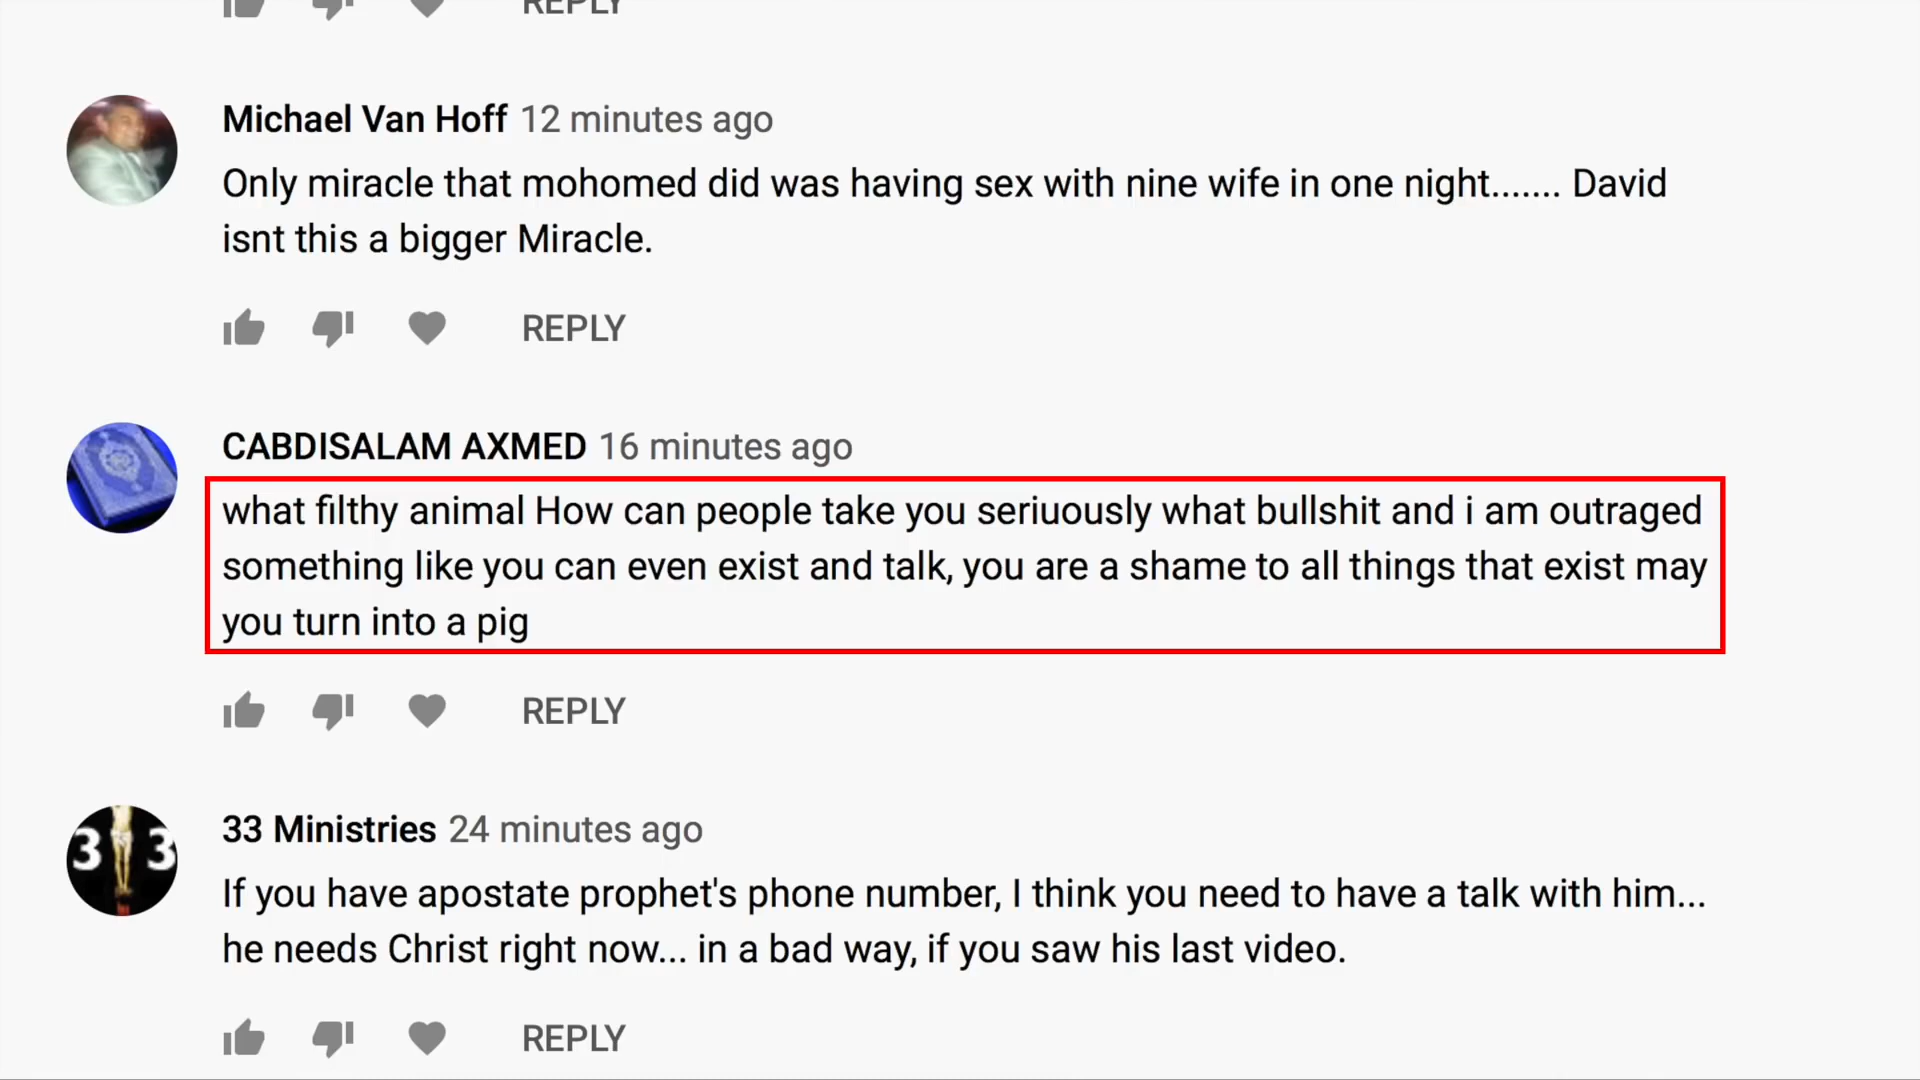 REPLY
Michael Van Hoff 12 minutes ago
Only miracle that mohomed did was having sex with nine wife in one night....... David
isnt this a bigger Miracle.
REPLY
CABDISALAM AXMED 16 minutes ago
what filthy animal How can people take you seriuously what bullshit and i am outraged
something like you can even exist and talk, you are a shame to all things that exist may
you turn into a pig
REPLY
33 Ministries 24 minutes ago
3 3
If you have apostate prophet's phone number, I think you need to have a talk with him...
he needs Christ right now... in a bad way, if you saw his last video.
REPLY